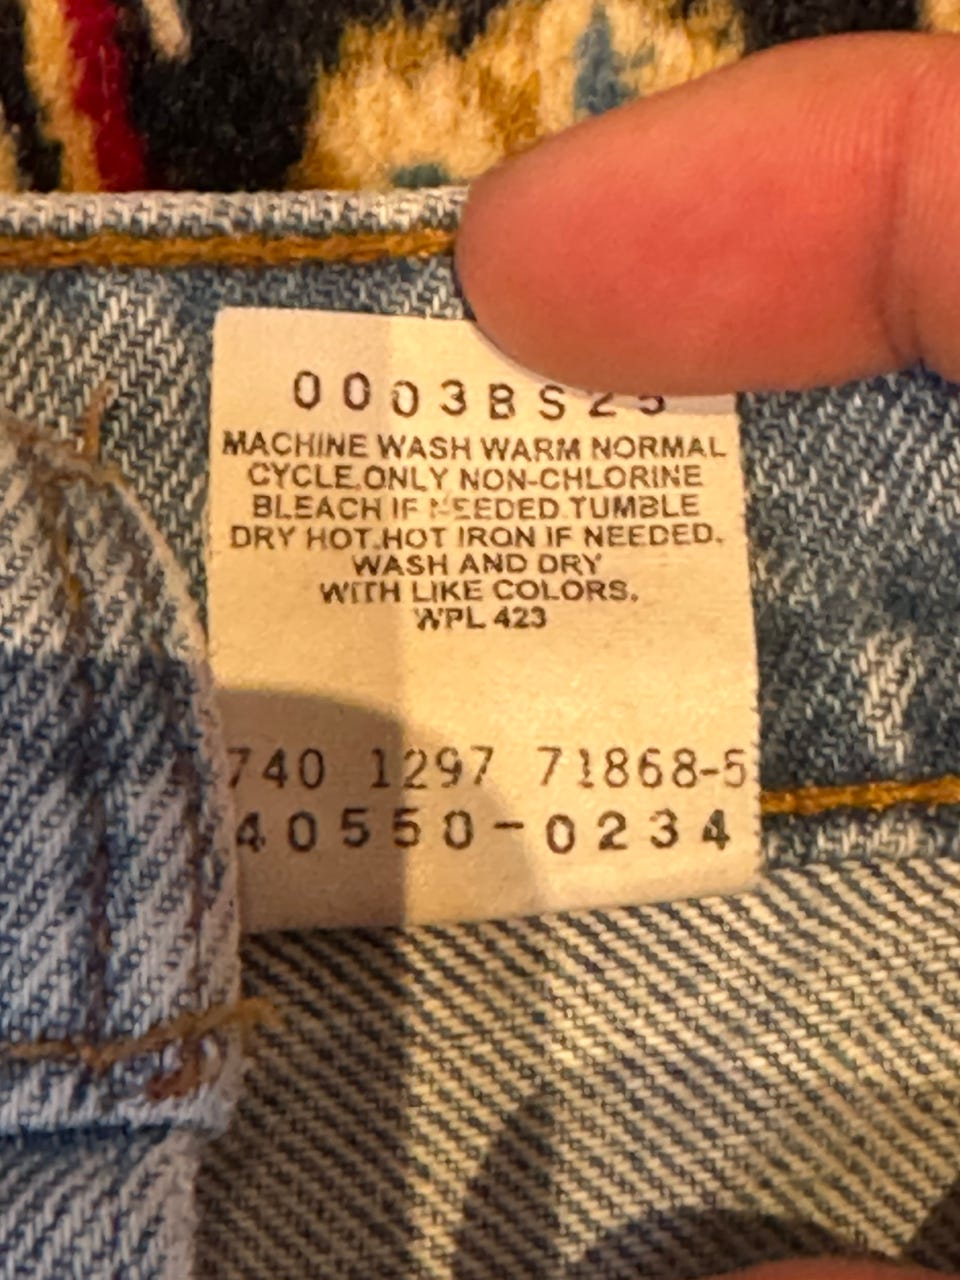 0003BS25
MACHINE WASH WARM NORMAL
CYCLE.ONLY NON-CHLORINE
BLEACH IF NEEDED.TUMBLE
DRY HOT.HOT IRON IF NEEDED.
WASH AND DRY
WITH LIKE COLORS.
WPL 423
740 1297 71868-5
40550-0234